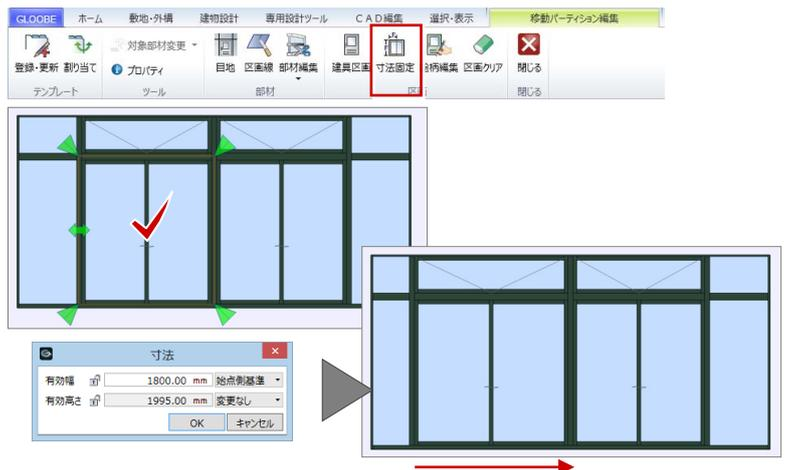 GLOOBE ホーム 敷地・外構 建物設計 専用設計ツール ＣＡＤ編集 選択・表示 移動パーティション編集
登録・更新 割り当て 対象部材変更 プロパティ 目地 区画線 部材編集 建具区画 寸法固定 絵柄編集 区画クリア 閉じる
テンプレート ツール 部材 区画 閉じる
寸法
有効幅 1800.00 mm 始点側基準
有効高さ 1995.00 mm 変更なし
OK キャンセル